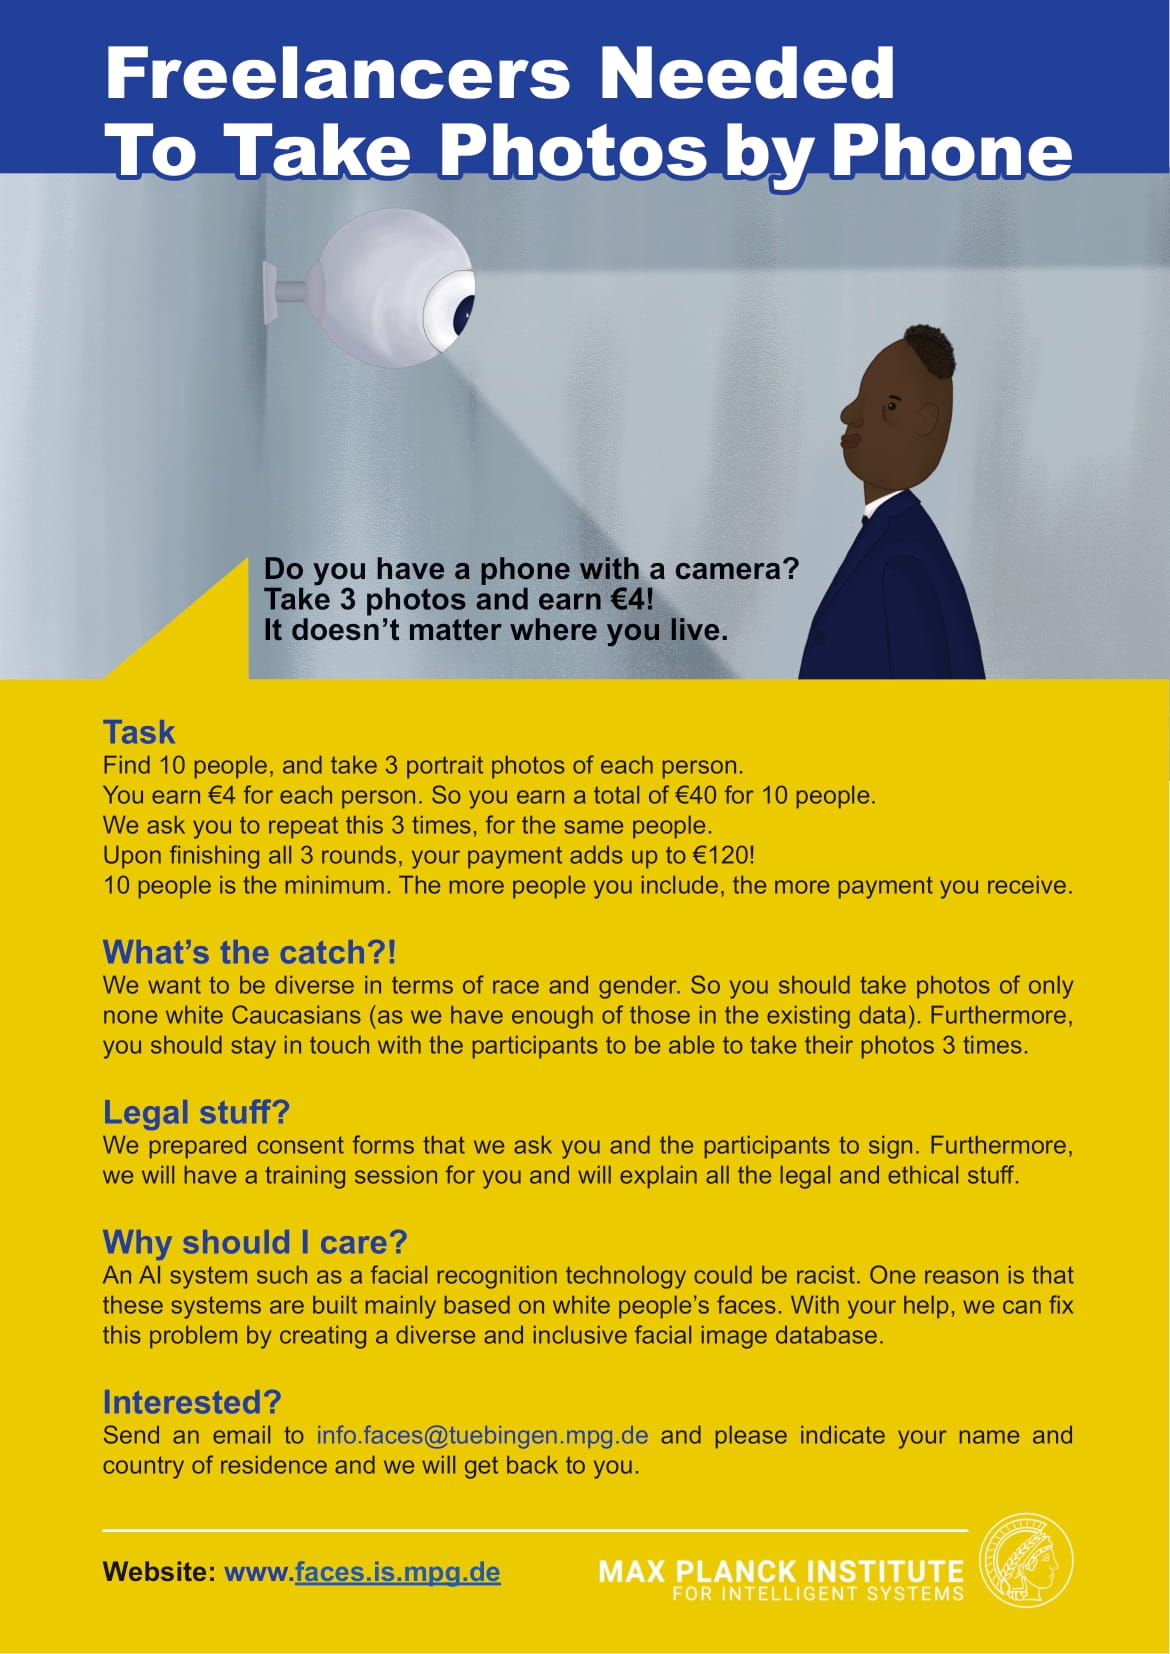 Freelancers Needed
To Take Photos by Phone
Do you have a phone with a camera?
Take 3 photos and earn €4!
It doesn’t matter where you live.
Task
Find 10 people, and take 3 portrait photos of each person.
You earn €4 for each person. So you earn a total of €40 for 10 people.
We ask you to repeat this 3 times, for the same people.
Upon finishing all 3 rounds, your payment adds up to €120!
10 people is the minimum. The more people you include, the more payment you receive.
What’s the catch?!
We want to be diverse in terms of race and gender. So you should take photos of only
none white Caucasians (as we have enough of those in the existing data). Furthermore,
you should stay in touch with the participants to be able to take their photos 3 times.
Legal stuff?
We prepared consent forms that we ask you and the participants to sign. Furthermore,
we will have a training session for you and will explain all the legal and ethical stuff.
Why should I care?
An AI system such as a facial recognition technology could be racist. One reason is that
these systems are built mainly based on white people’s faces. With your help, we can fix
this problem by creating a diverse and inclusive facial image database.
Interested?
Send an email to info.faces@tuebingen.mpg.de and please indicate your name and
country of residence and we will get back to you.
Website: www.faces.is.mpg.de
MAX PLANCK INSTITUTE
FOR INTELLIGENT SYSTEMS